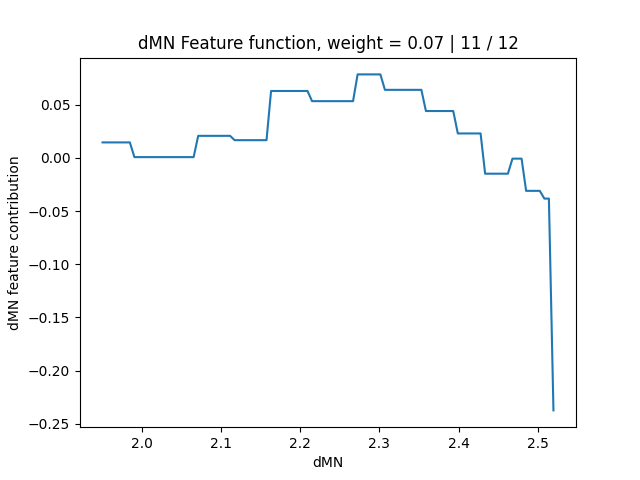 dMN Feature function, weight = 0.07 | 11 / 12
0.05
0.00
−0.05
−0.10
−0.15
−0.20
−0.25
dMN feature contribution
2.0 2.1 2.2 2.3 2.4 2.5
dMN